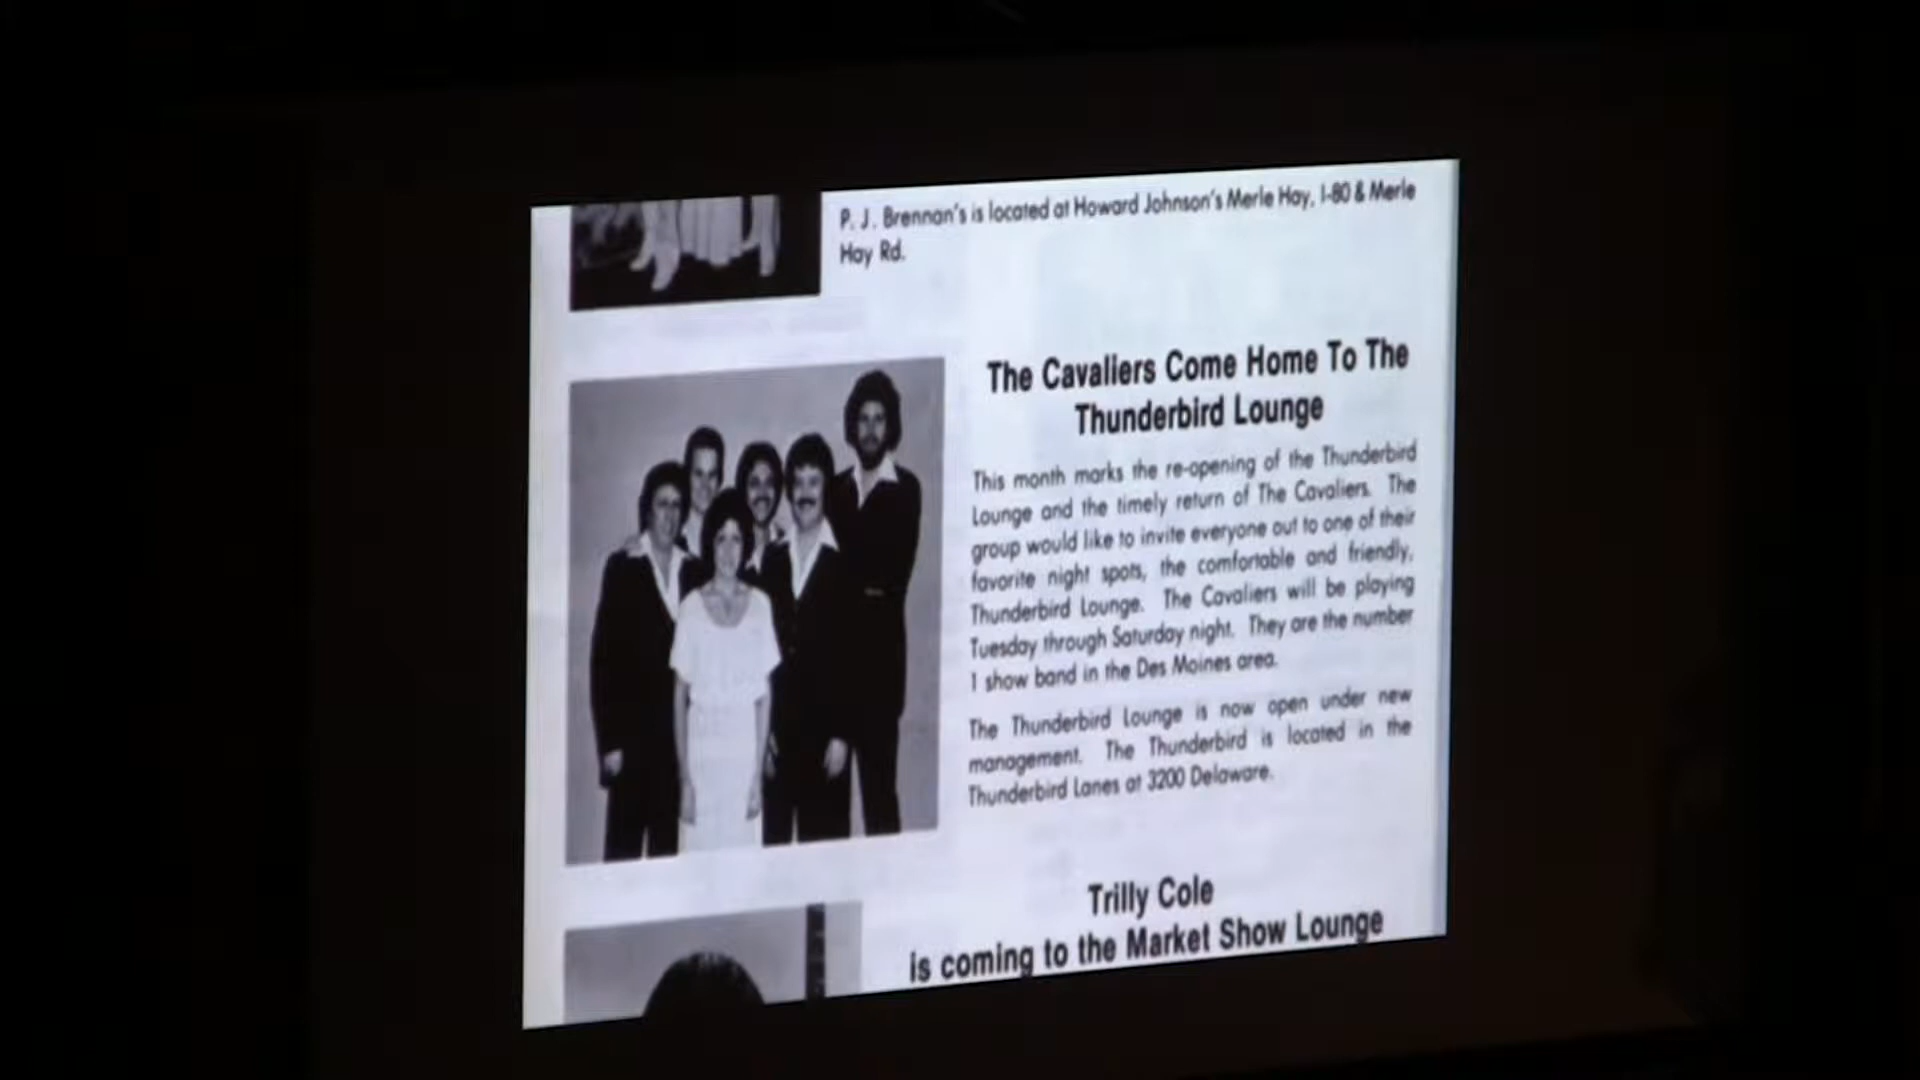 P. J. Brennan's is located at Howard Johnson's Merle Hay, I-80 & Merle
Hay Rd.
The Cavaliers Come Home To The
Thunderbird Lounge
This month marks the re-opening of the Thunderbird
Lounge and the timely return of The Cavaliers. The
group would like to invite everyone out to one of their
favorite night spots, the comfortable and friendly,
Thunderbird Lounge. The Cavaliers will be playing
Tuesday through Saturday night. They are the number
1 show band in the Des Moines area.
The Thunderbird Lounge is now open under new
management. The Thunderbird is located in the
Thunderbird Lanes at 3200 Delaware.
Trilly Cole
is coming to the Market Show Lounge